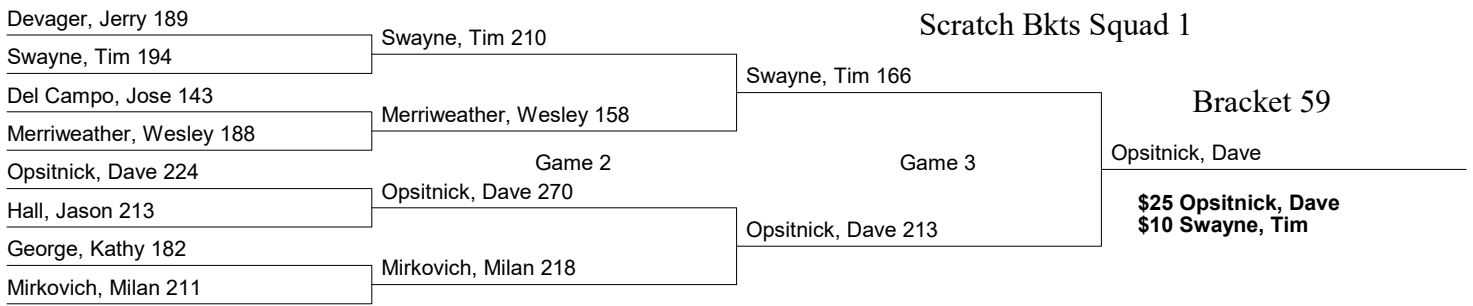 Scratch Bkts Squad 1
Bracket 59
Devager, Jerry 189
Swayne, Tim 194
Del Campo, Jose 143
Merriweather, Wesley 188
Opsitnick, Dave 224
Hall, Jason 213
George, Kathy 182
Mirkovich, Milan 211
Swayne, Tim 210
Merriweather, Wesley 158
Game 2
Opsitnick, Dave 270
Mirkovich, Milan 218
Swayne, Tim 166
Game 3
Opsitnick, Dave 213
Opsitnick, Dave
$25 Opsitnick, Dave
$10 Swayne, Tim